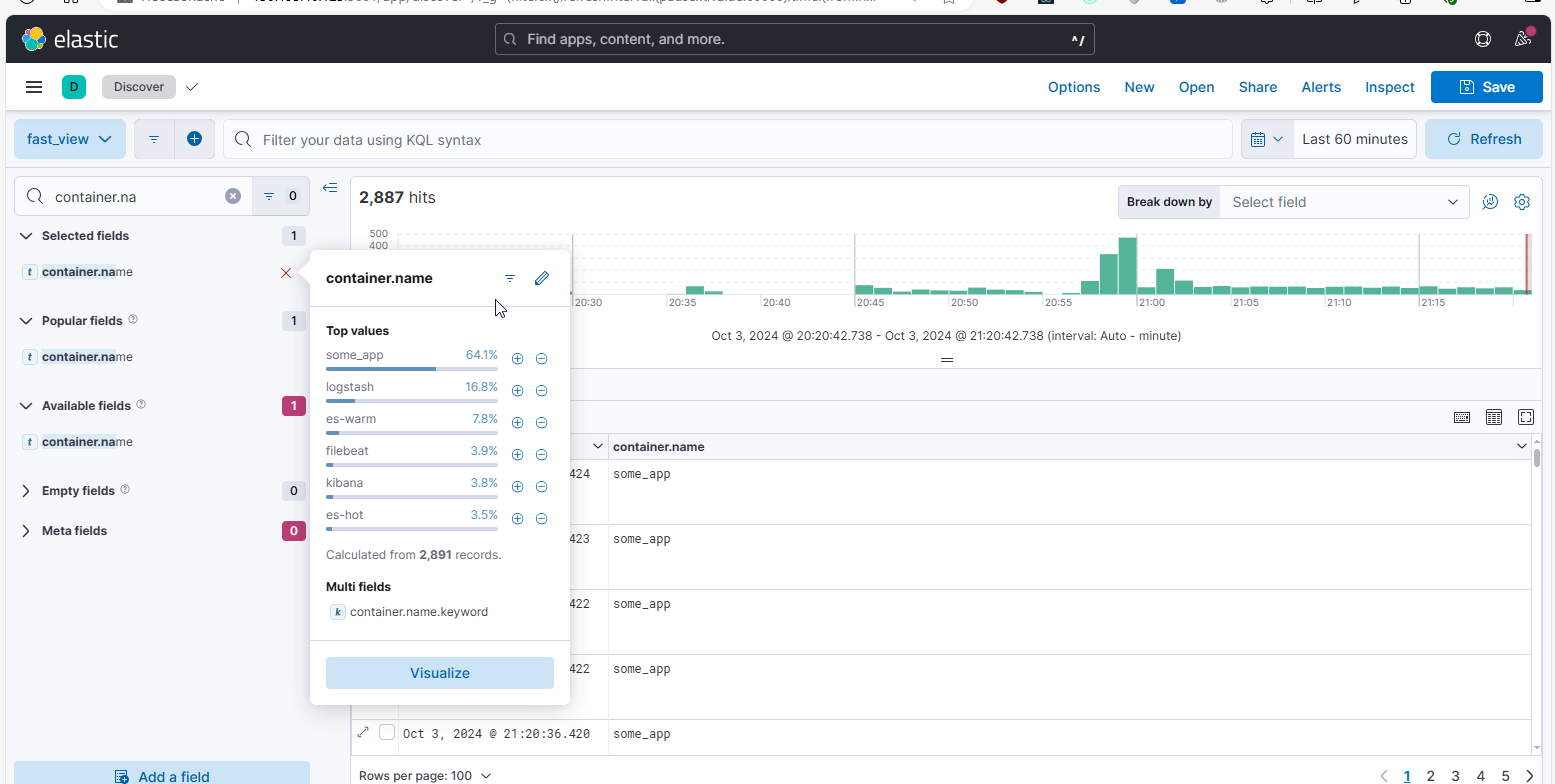 elastic
Find apps, content, and more.
^/
D
Discover
Options
New
Open
Share
Alerts
Inspect
Save
fast_view
Filter your data using KQL syntax
Last 60 minutes
Refresh
container.na
0
Selected fields
1
t container.name
Popular fields
1
t container.name
Available fields
1
t container.name
Empty fields
0
Meta fields
0
Add a field
container.name
Top values
some_app 64.1%
logstash 16.8%
es-warm 7.8%
filebeat 3.9%
kibana 3.8%
es-hot 3.5%
Calculated from 2,891 records.
Multi fields
k container.name.keyword
Visualize
2,887 hits
Break down by
Select field
500
400
20:30 20:35 20:40 20:45 20:50 20:55 21:00 21:05 21:10 21:15
Oct 3, 2024 @ 20:20:42.738 - Oct 3, 2024 @ 21:20:42.738 (interval: Auto - minute)
container.name
424 some_app
423 some_app
422 some_app
422 some_app
Oct 3, 2024 @ 21:20:36.420 some_app
Rows per page: 100
1 2 3 4 5